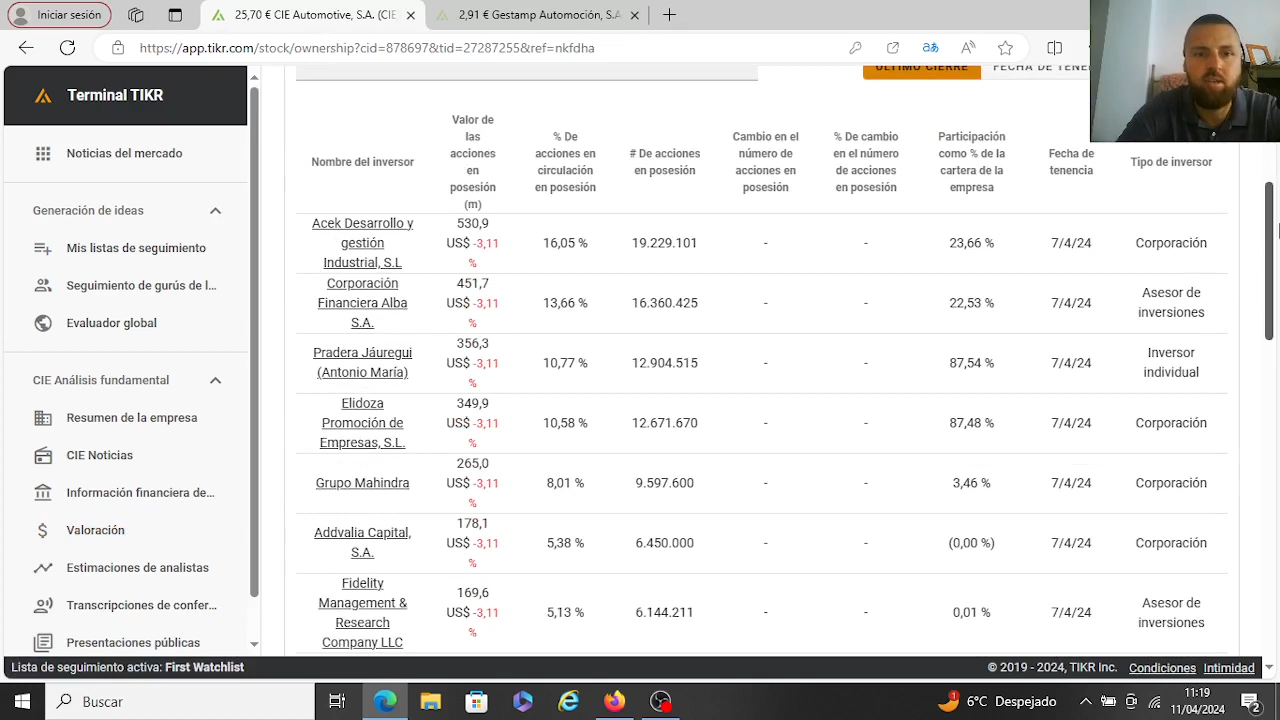 Iniciar sesión
25,70 € CIE Automotive, S.A. (CIE
2,91 € Gestamp Automoción, S.A
https://app.tikr.com/stock/ownership?cid=878697&tid=27287255&ref=nkfdha
Terminal TIKR
Noticias del mercado
Generación de ideas
Mis listas de seguimiento
Seguimiento de gurús de l...
Evaluador global
CIE Análisis fundamental
Resumen de la empresa
CIE Noticias
Información financiera de...
Valoración
Estimaciones de analistas
Transcripciones de confer...
Presentaciones públicas
ÚLTIMO CIERRE
FECHA DE TENEN
Nombre del inversor
Valor de
las
acciones
en
posesión
(m)
% De
acciones en
circulación
en posesión
# De acciones
en posesión
Cambio en el
número de
acciones en
posesión
% De cambio
en el número
de acciones
en posesión
Participación
como % de la
cartera de la
empresa
Fecha de
tenencia
Tipo de inversor
Acek Desarrollo y
gestión
Industrial, S.L
530,9
US$ -3,11
%
16,05 %
19.229.101
-
-
23,66 %
7/4/24
Corporación
Corporación
Financiera Alba
S.A.
451,7
US$ -3,11
%
13,66 %
16.360.425
-
-
22,53 %
7/4/24
Asesor de
inversiones
Pradera Jáuregui
(Antonio María)
356,3
US$ -3,11
%
10,77 %
12.904.515
-
-
87,54 %
7/4/24
Inversor
individual
Elidoza
Promoción de
Empresas, S.L.
349,9
US$ -3,11
%
10,58 %
12.671.670
-
-
87,48 %
7/4/24
Corporación
Grupo Mahindra
265,0
US$ -3,11
%
8,01 %
9.597.600
-
-
3,46 %
7/4/24
Corporación
Addvalia Capital,
S.A.
178,1
US$ -3,11
%
5,38 %
6.450.000
-
-
(0,00 %)
7/4/24
Corporación
Fidelity
Management &
Research
Company LLC
169,6
US$ -3,11
%
5,13 %
6.144.211
-
-
0,01 %
7/4/24
Asesor de
inversiones
Lista de seguimiento activa: First Watchlist
© 2019 - 2024, TIKR Inc. Condiciones Intimidad
Buscar
1
6°C Despejado
11:19
11/04/2024
2